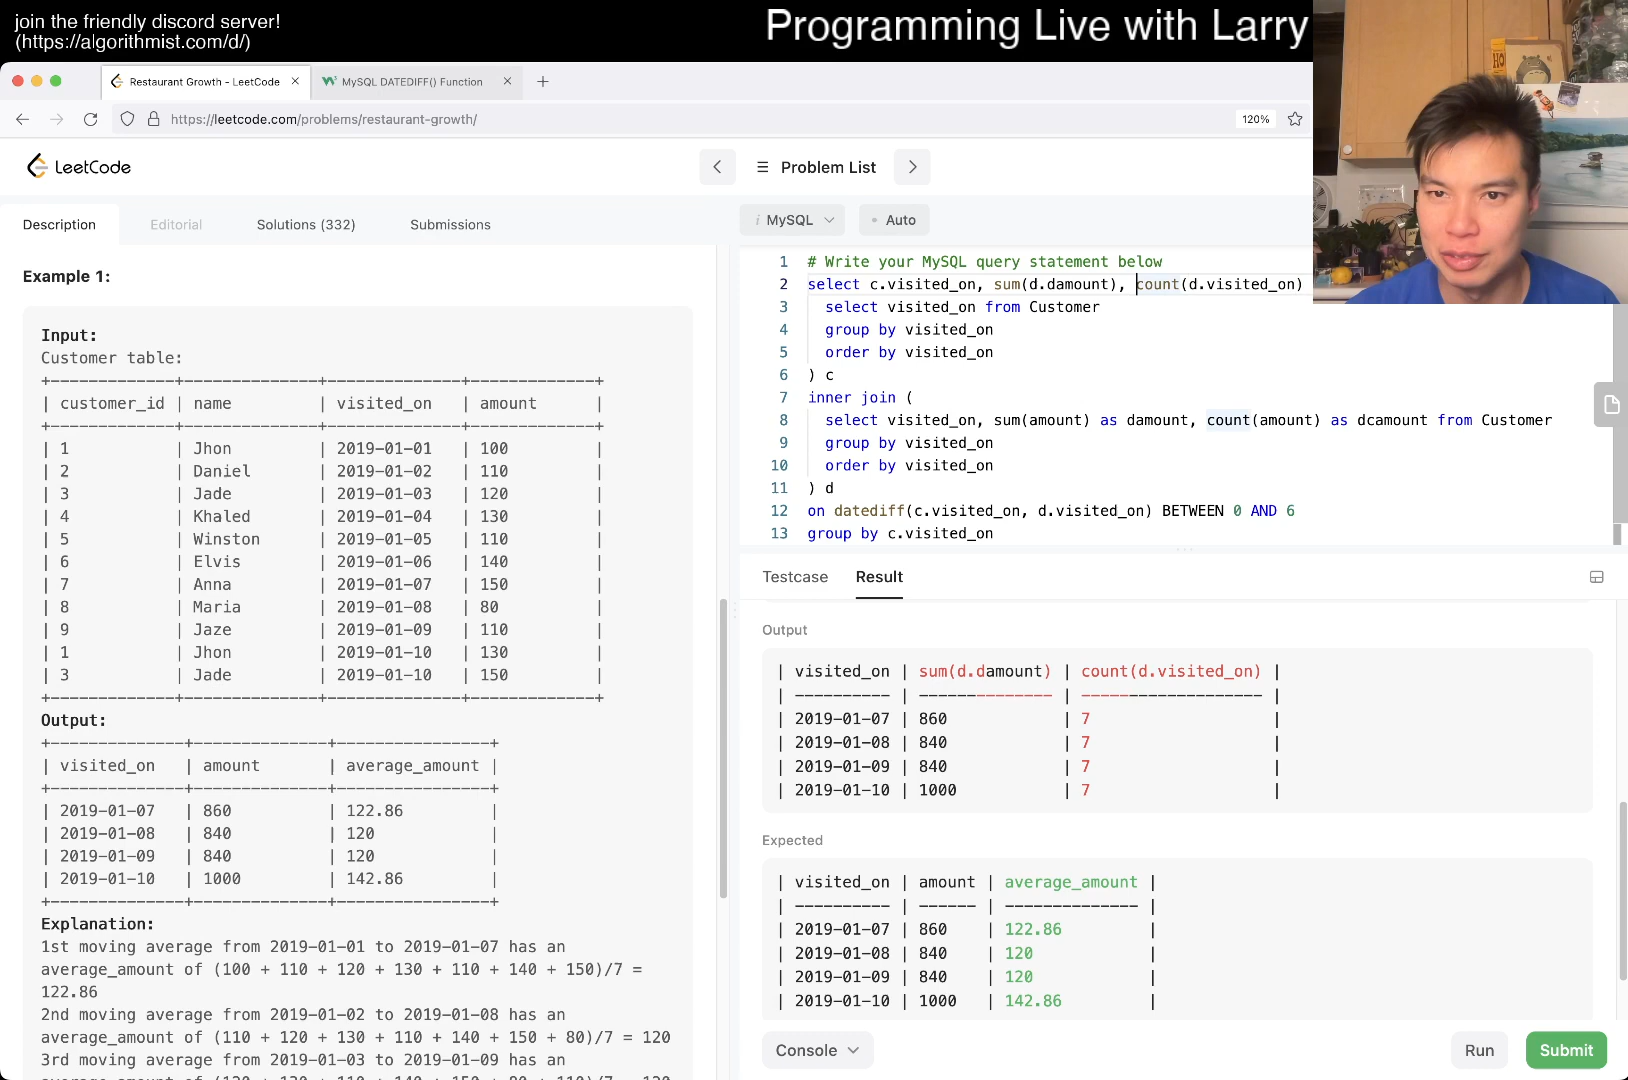 join the friendly discord server!
(https://algorithmist.com/d/)
Programming Live with Larry
Restaurant Growth - LeetCode
MySQL DATEDIFF() Function
https://leetcode.com/problems/restaurant-growth/
120%
LeetCode
Problem List
Description
Editorial
Solutions (332)
Submissions
Example 1:
Input:
Customer table:
+-------------+--------------+--------------+-------------+
| customer_id | name         | visited_on   | amount      |
+-------------+--------------+--------------+-------------+
| 1           | Jhon         | 2019-01-01   | 100         |
| 2           | Daniel       | 2019-01-02   | 110         |
| 3           | Jade         | 2019-01-03   | 120         |
| 4           | Khaled       | 2019-01-04   | 130         |
| 5           | Winston      | 2019-01-05   | 110         |
| 6           | Elvis        | 2019-01-06   | 140         |
| 7           | Anna         | 2019-01-07   | 150         |
| 8           | Maria        | 2019-01-08   | 80          |
| 9           | Jaze         | 2019-01-09   | 110         |
| 1           | Jhon         | 2019-01-10   | 130         |
| 3           | Jade         | 2019-01-10   | 150         |
+-------------+--------------+--------------+-------------+
Output:
+--------------+--------------+----------------+
| visited_on   | amount       | average_amount |
+--------------+--------------+----------------+
| 2019-01-07   | 860          | 122.86         |
| 2019-01-08   | 840          | 120            |
| 2019-01-09   | 840          | 120            |
| 2019-01-10   | 1000         | 142.86         |
+--------------+--------------+----------------+
Explanation:
1st moving average from 2019-01-01 to 2019-01-07 has an
average_amount of (100 + 110 + 120 + 130 + 110 + 140 + 150)/7 =
122.86
2nd moving average from 2019-01-02 to 2019-01-08 has an
average_amount of (110 + 120 + 130 + 110 + 140 + 150 + 80)/7 = 120
3rd moving average from 2019-01-03 to 2019-01-09 has an
MySQL
Auto
1 # Write your MySQL query statement below
2 select c.visited_on, sum(d.damount), count(d.visited_on)
3   select visited_on from Customer
4   group by visited_on
5   order by visited_on
6 ) c
7 inner join (
8   select visited_on, sum(amount) as damount, count(amount) as dcamount from Customer
9   group by visited_on
10   order by visited_on
11 ) d
12 on datediff(c.visited_on, d.visited_on) BETWEEN 0 AND 6
13 group by c.visited_on
Testcase
Result
Output
| visited_on | sum(d.damount) | count(d.visited_on) |
| ---------- | -------------- | ------------------- |
| 2019-01-07 | 860            | 7                   |
| 2019-01-08 | 840            | 7                   |
| 2019-01-09 | 840            | 7                   |
| 2019-01-10 | 1000           | 7                   |
Expected
| visited_on | amount | average_amount |
| ---------- | ------ | -------------- |
| 2019-01-07 | 860    | 122.86         |
| 2019-01-08 | 840    | 120            |
| 2019-01-09 | 840    | 120            |
| 2019-01-10 | 1000   | 142.86         |
Console
Run
Submit